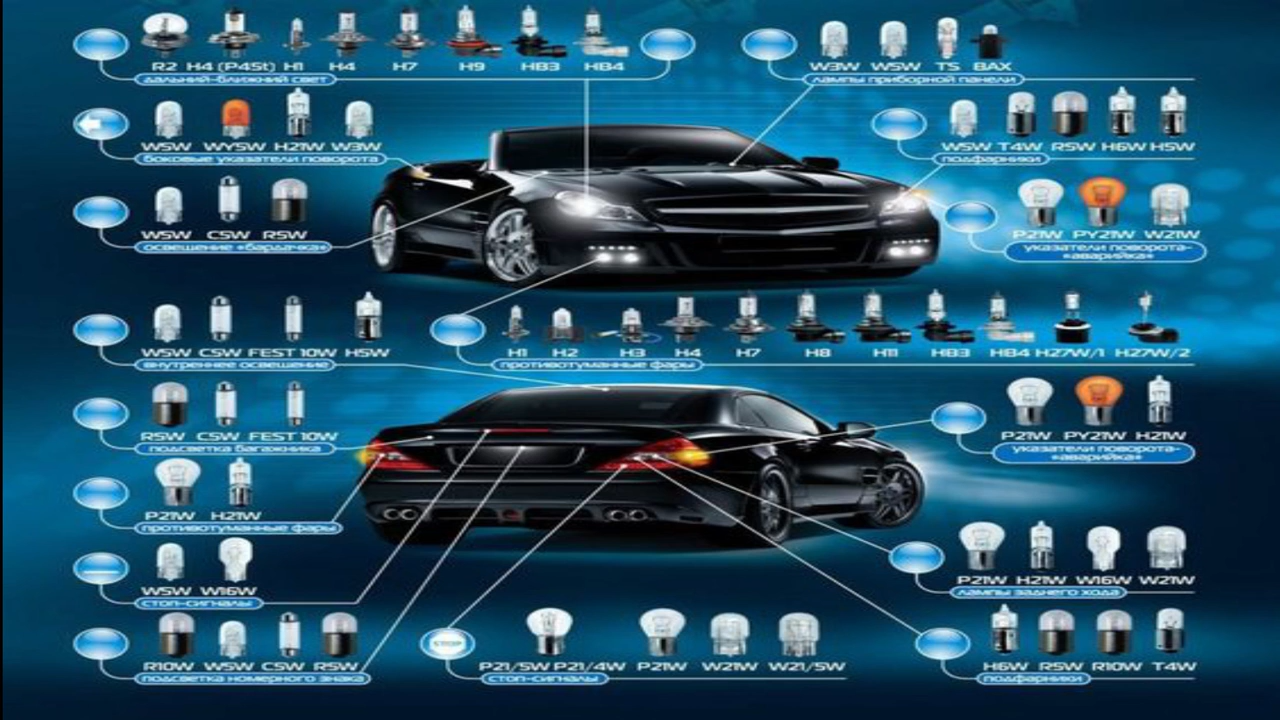 R2 H4 (P45t) H1 H4 H7 H9 HB3 HB4
дальний-ближний свет
W3W W5W T5 BAX
лампы приборной панели
W5W WY5W H21W W3W
боковые указатели поворота
W5W T4W R5W H6W H5W
подфарники
W5W C5W R5W
освещение «бардачка»
P21W PY21W W21W
указатели поворота-
«аварийка»
W5W C5W FEST 10W H5W
внутреннее освещение
H1 H2 H3 H4 H7 H8 H11 HB3 HB4 H27W/1 H27W/2
противотуманные фары
R5W C5W FEST 10W
подсветка багажника
P21W PY21W H21W
указатели поворота-
«аварийка»
P21W H21W
противотуманные фары
W5W W16W
стоп-сигналы
P21W H21W W16W W21W
лампы заднего хода
R10W W5W C5W R5W
подсветка номерного знака
STOP
P21/5W P21/4W P21W W21W W21/5W
стоп-сигналы
H6W R5W R10W T4W
подфарники